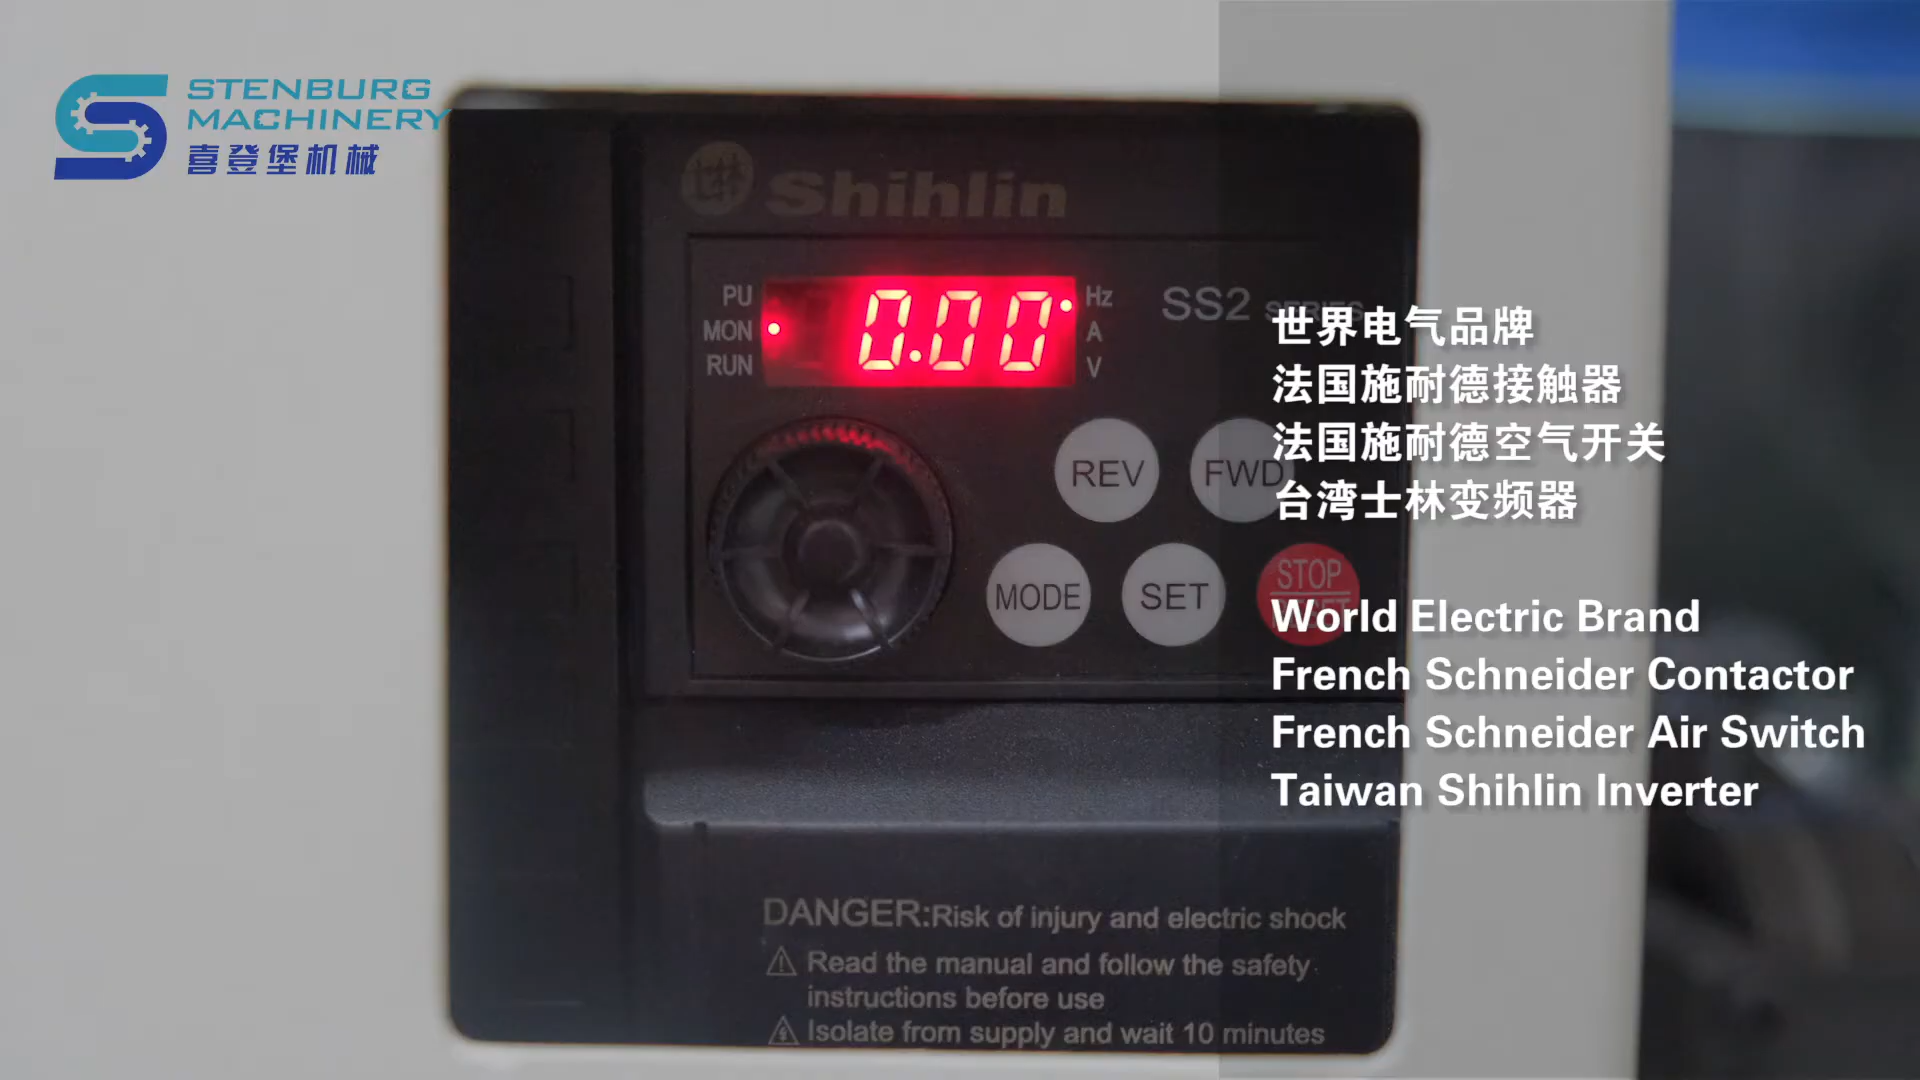 STENBURG
MACHINERY
喜登堡机械
Shihlin
PU
MON
RUN
0.00
Hz
A
V
SS2 SERIES
REV
FWD
MODE
SET
STOP
世界电气品牌
法国施耐德接触器
法国施耐德空气开关
台湾士林变频器
World Electric Brand
French Schneider Contactor
French Schneider Air Switch
Taiwan Shihlin Inverter
DANGER:Risk of injury and electric shock
Read the manual and follow the safety
instructions before use
Isolate from supply and wait 10 minutes